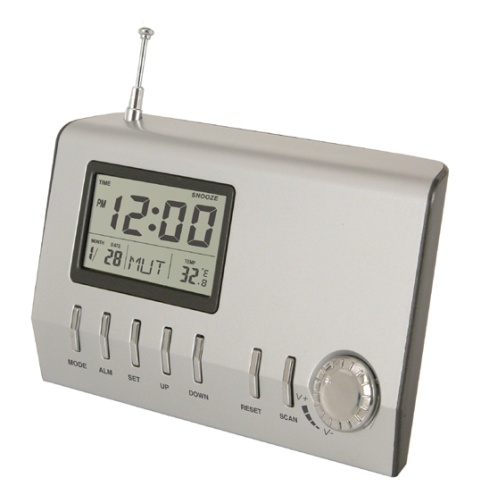 TIME
SNOOZE
PM 12:00
MONTH DATE TEMP
1/ 28 MUT 32.8
MODE
ALM
SET
UP
DOWN
RESET
SCAN
V+
V-